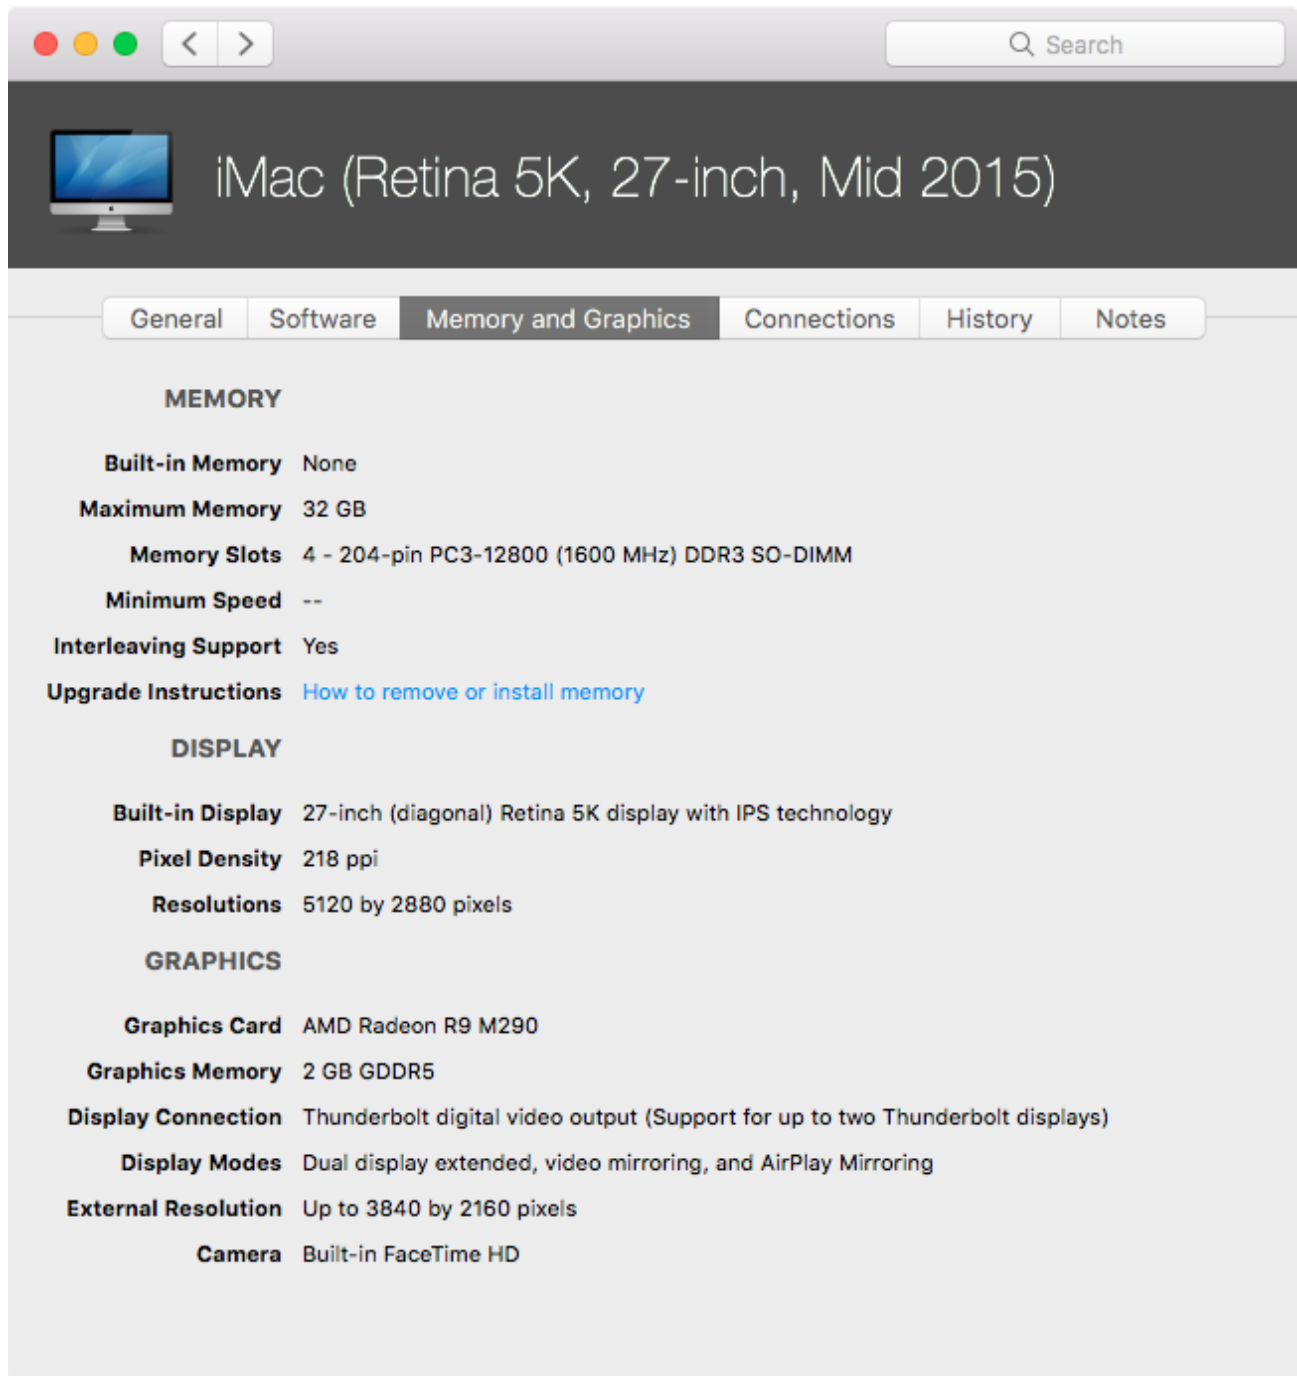 Search
iMac (Retina 5K, 27-inch, Mid 2015)
General Software Memory and Graphics Connections History Notes
MEMORY
Built-in Memory None
Maximum Memory 32 GB
Memory Slots 4 - 204-pin PC3-12800 (1600 MHz) DDR3 SO-DIMM
Minimum Speed --
Interleaving Support Yes
Upgrade Instructions How to remove or install memory
DISPLAY
Built-in Display 27-inch (diagonal) Retina 5K display with IPS technology
Pixel Density 218 ppi
Resolutions 5120 by 2880 pixels
GRAPHICS
Graphics Card AMD Radeon R9 M290
Graphics Memory 2 GB GDDR5
Display Connection Thunderbolt digital video output (Support for up to two Thunderbolt displays)
Display Modes Dual display extended, video mirroring, and AirPlay Mirroring
External Resolution Up to 3840 by 2160 pixels
Camera Built-in FaceTime HD